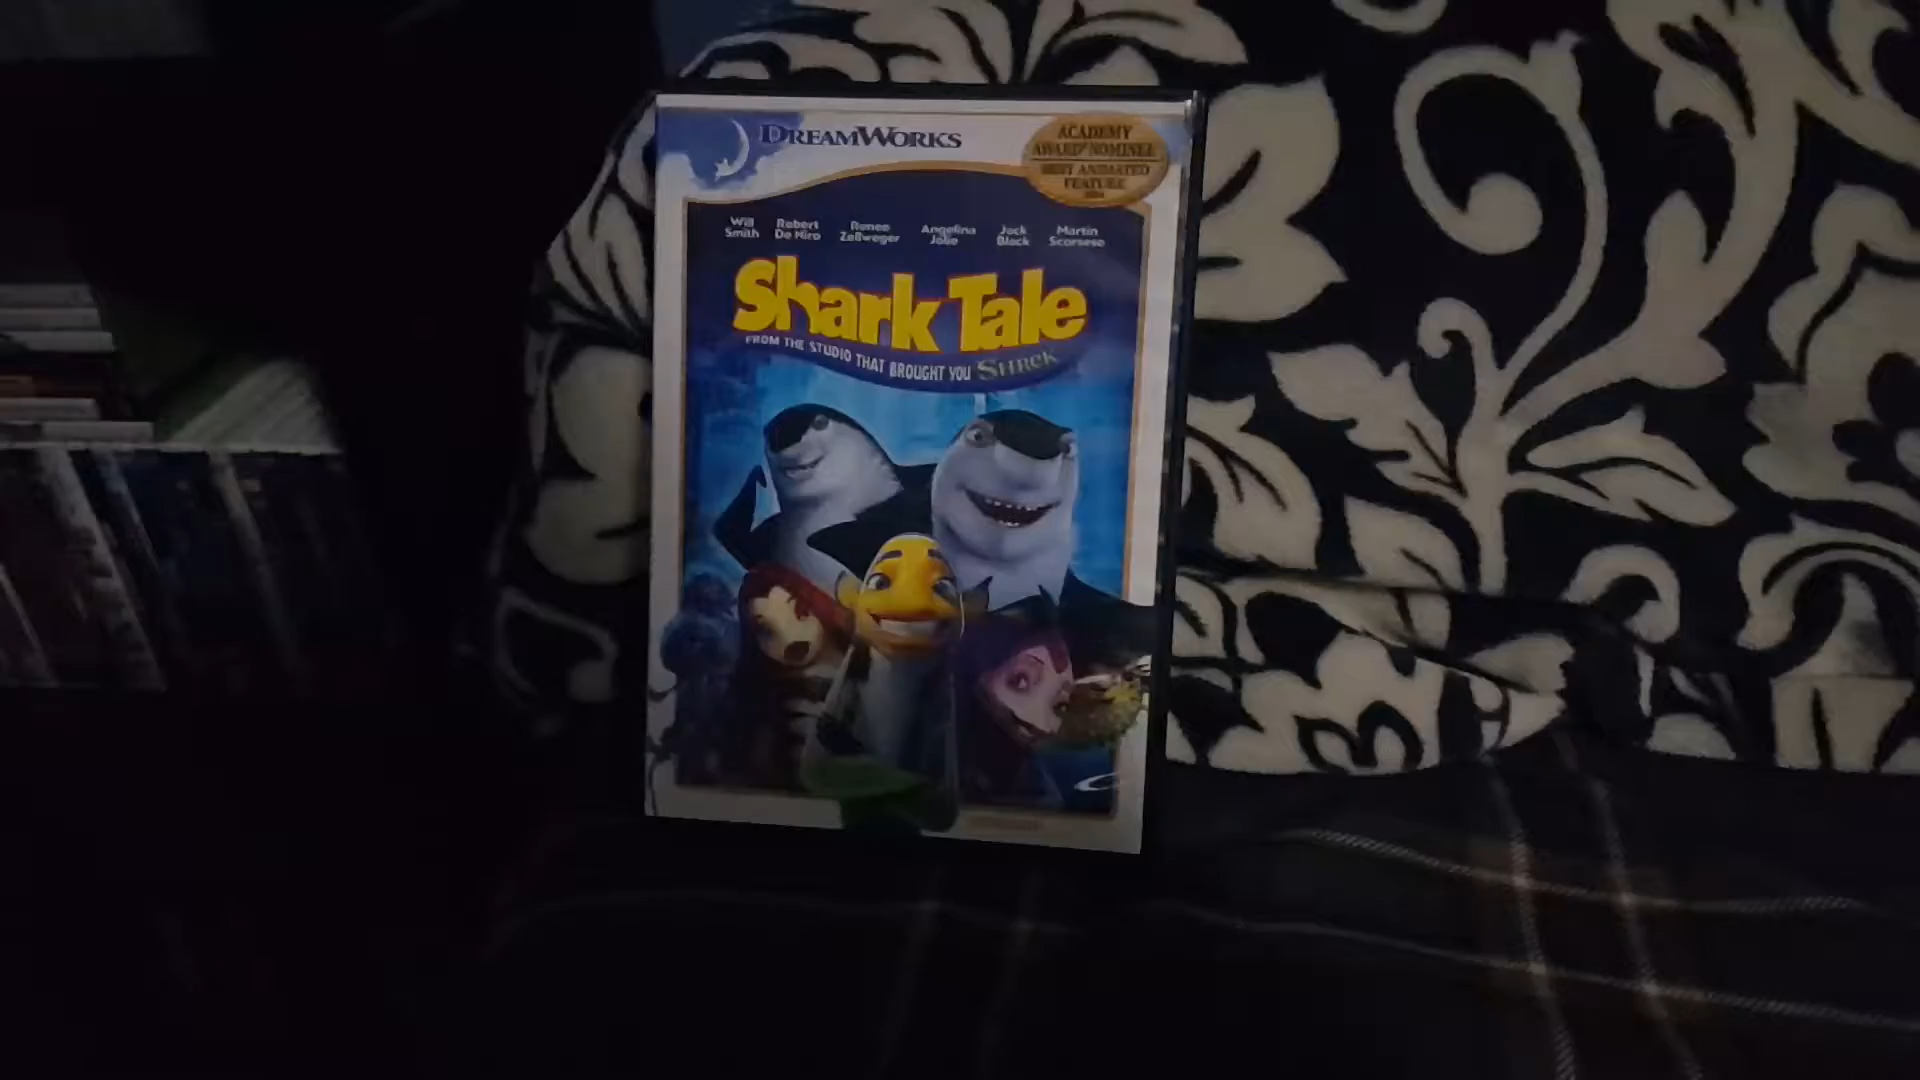 DREAMWORKS
ACADEMY
AWARD® NOMINEE
BEST ANIMATED
FEATURE
Will Smith
Robert De Niro
Renee Zellweger
Angelina Jolie
Jack Black
Martin Scorsese
Shark Tale
FROM THE STUDIO THAT BROUGHT YOU SHREK